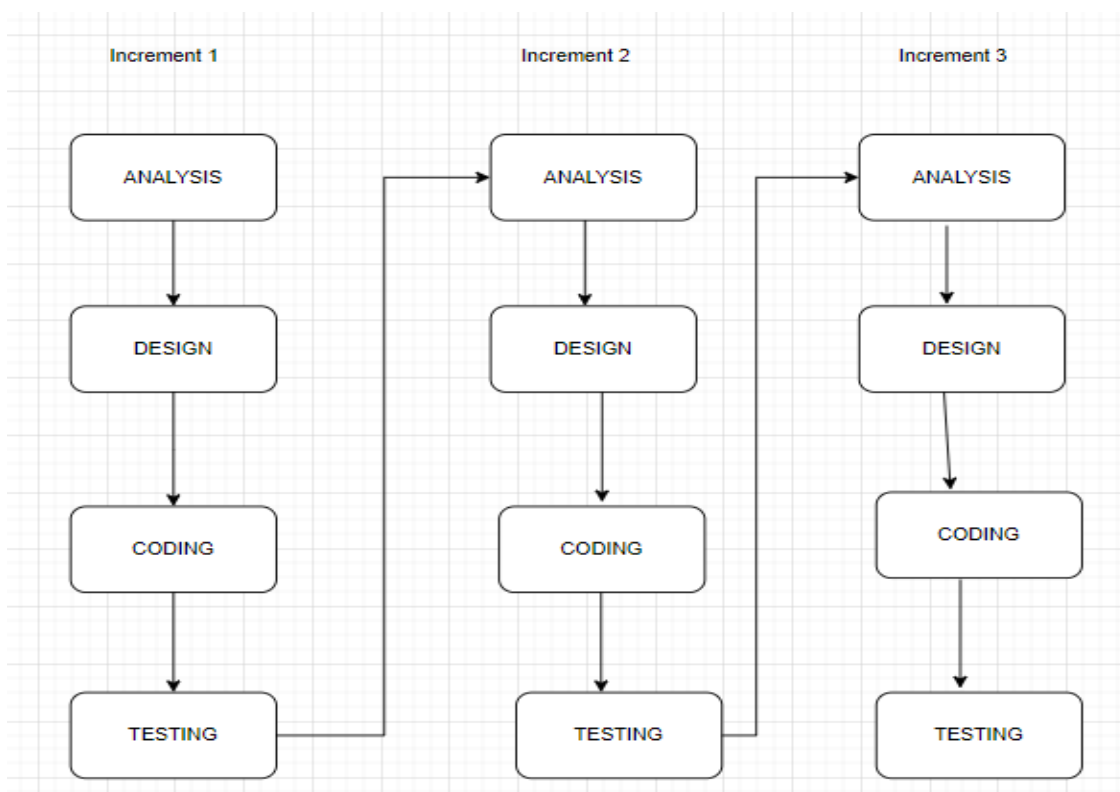 Increment 1
Increment 2
Increment 3
ANALYSIS
ANALYSIS
ANALYSIS
DESIGN
DESIGN
DESIGN
CODING
CODING
CODING
TESTING
TESTING
TESTING